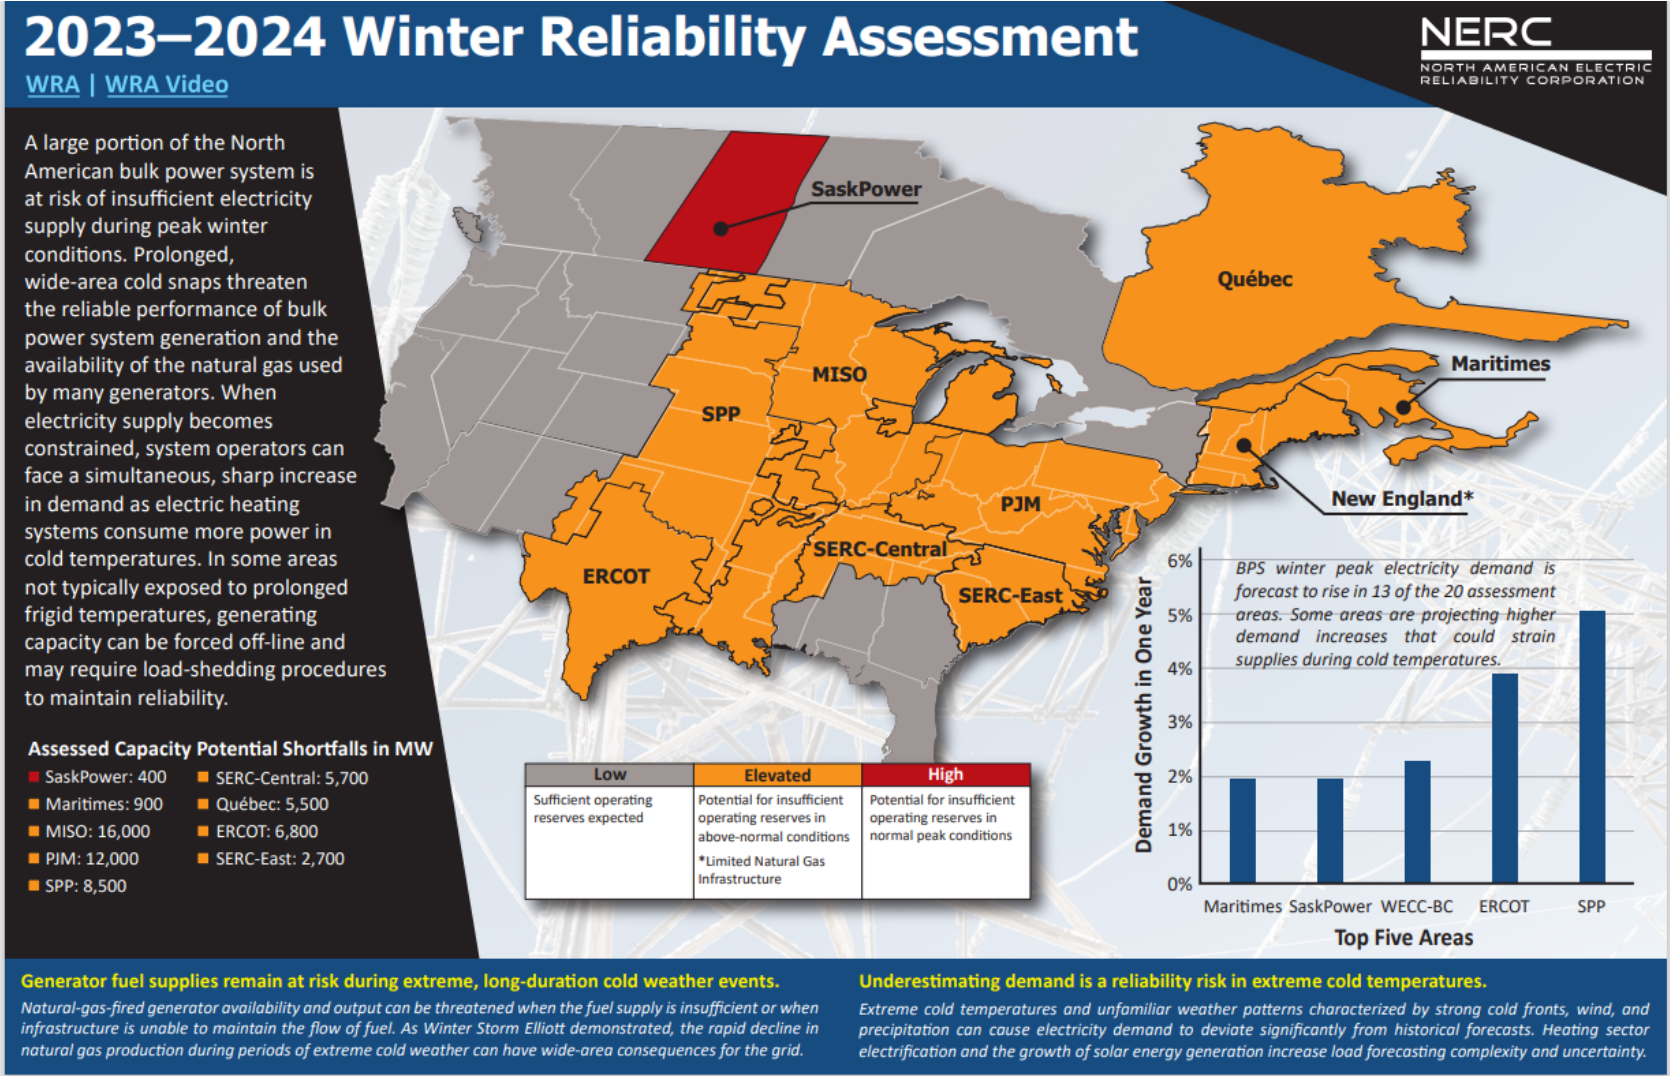 2023–2024 Winter Reliability Assessment
WRA | WRA Video
NERC
NORTH AMERICAN ELECTRIC
RELIABILITY CORPORATION
A large portion of the North
American bulk power system is
at risk of insufficient electricity
supply during peak winter
conditions. Prolonged,
wide-area cold snaps threaten
the reliable performance of bulk
power system generation and the
availability of the natural gas used
by many generators. When
electricity supply becomes
constrained, system operators can
face a simultaneous, sharp increase
in demand as electric heating
systems consume more power in
cold temperatures. In some areas
not typically exposed to prolonged
frigid temperatures, generating
capacity can be forced off-line and
may require load-shedding procedures
to maintain reliability.
Assessed Capacity Potential Shortfalls in MW
SaskPower: 400
Maritimes: 900
MISO: 16,000
PJM: 12,000
SPP: 8,500
SERC-Central: 5,700
Québec: 5,500
ERCOT: 6,800
SERC-East: 2,700
SaskPower
Québec
Maritimes
MISO
SPP
New England*
PJM
SERC-Central
ERCOT
SERC-East
Low
Sufficient operating
reserves expected
Elevated
Potential for insufficient
operating reserves in
above-normal conditions
*Limited Natural Gas
Infrastructure
High
Potential for insufficient
operating reserves in
normal peak conditions
Demand Growth in One Year
6%
5%
4%
3%
2%
1%
0%
BPS winter peak electricity demand is
forecast to rise in 13 of the 20 assessment
areas. Some areas are projecting higher
demand increases that could strain
supplies during cold temperatures.
Maritimes SaskPower WECC-BC ERCOT SPP
Top Five Areas
Generator fuel supplies remain at risk during extreme, long-duration cold weather events.
Natural-gas-fired generator availability and output can be threatened when the fuel supply is insufficient or when
infrastructure is unable to maintain the flow of fuel. As Winter Storm Elliott demonstrated, the rapid decline in
natural gas production during periods of extreme cold weather can have wide-area consequences for the grid.
Underestimating demand is a reliability risk in extreme cold temperatures.
Extreme cold temperatures and unfamiliar weather patterns characterized by strong cold fronts, wind, and
precipitation can cause electricity demand to deviate significantly from historical forecasts. Heating sector
electrification and the growth of solar energy generation increase load forecasting complexity and uncertainty.